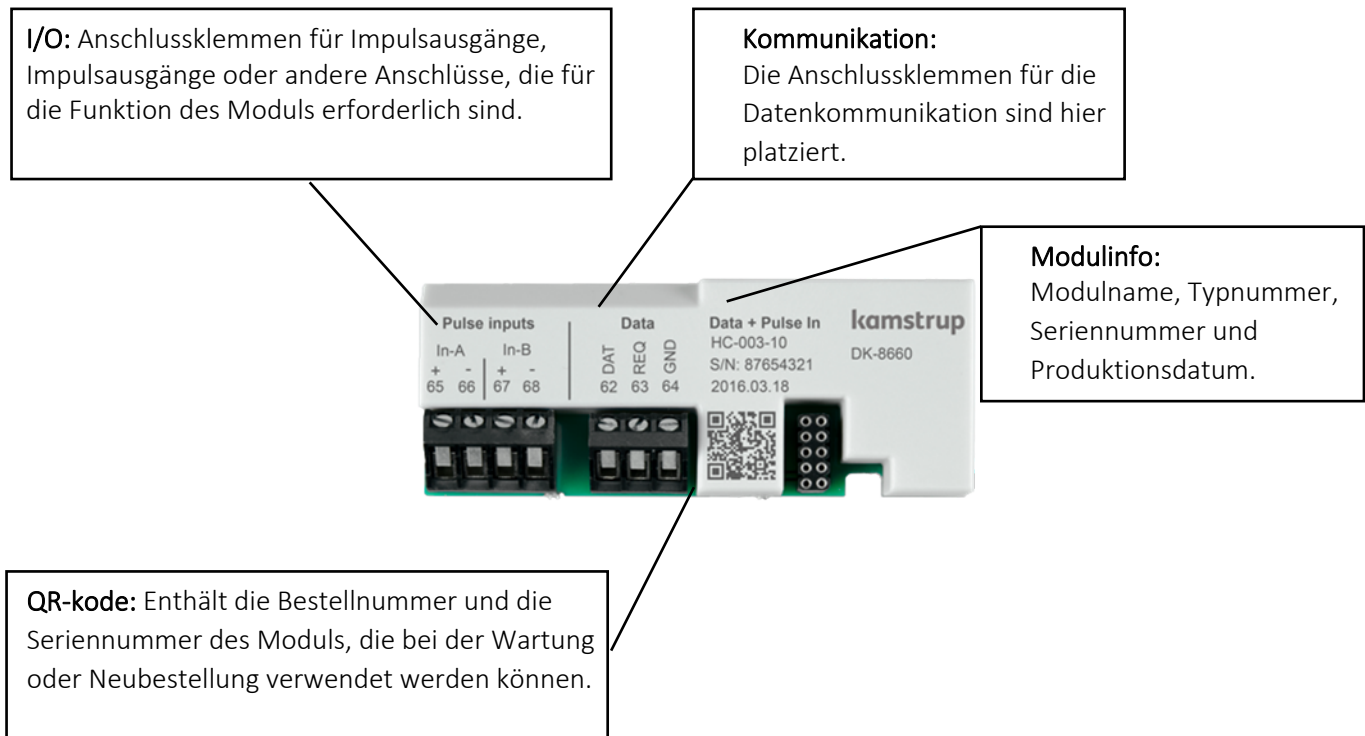 I/O: Anschlussklemmen für Impulsausgänge,
Impulsausgänge oder andere Anschlüsse, die für
die Funktion des Moduls erforderlich sind.
Kommunikation:
Die Anschlussklemmen für die
Datenkommunikation sind hier
platziert.
Modulinfo:
Modulname, Typnummer,
Seriennummer und
Produktionsdatum.
Pulse inputs
In-A In-B
+ - + -
65 66 67 68
Data
DAT REQ GND
62 63 64
Data + Pulse In
HC-003-10
S/N: 87654321
2016.03.18
kamstrup
DK-8660
QR-kode: Enthält die Bestellnummer und die
Seriennummer des Moduls, die bei der Wartung
oder Neubestellung verwendet werden können.